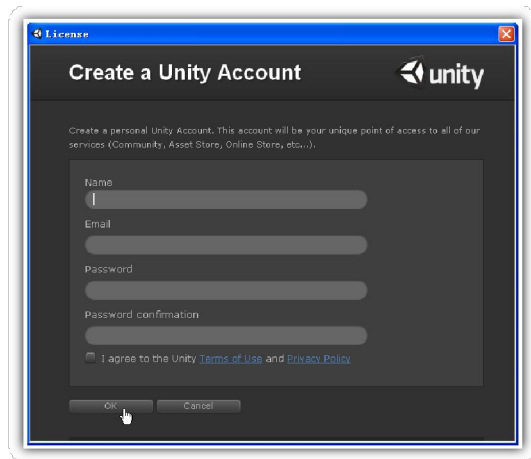 License
Create a Unity Account
unity
Create a personal Unity Account. This account will be your unique point of access to all of our
services (Community, Asset Store, Online Store, etc...).
Name
Email
Password
Password confirmation
I agree to the Unity Terms of Use and Privacy Policy
OK Cancel